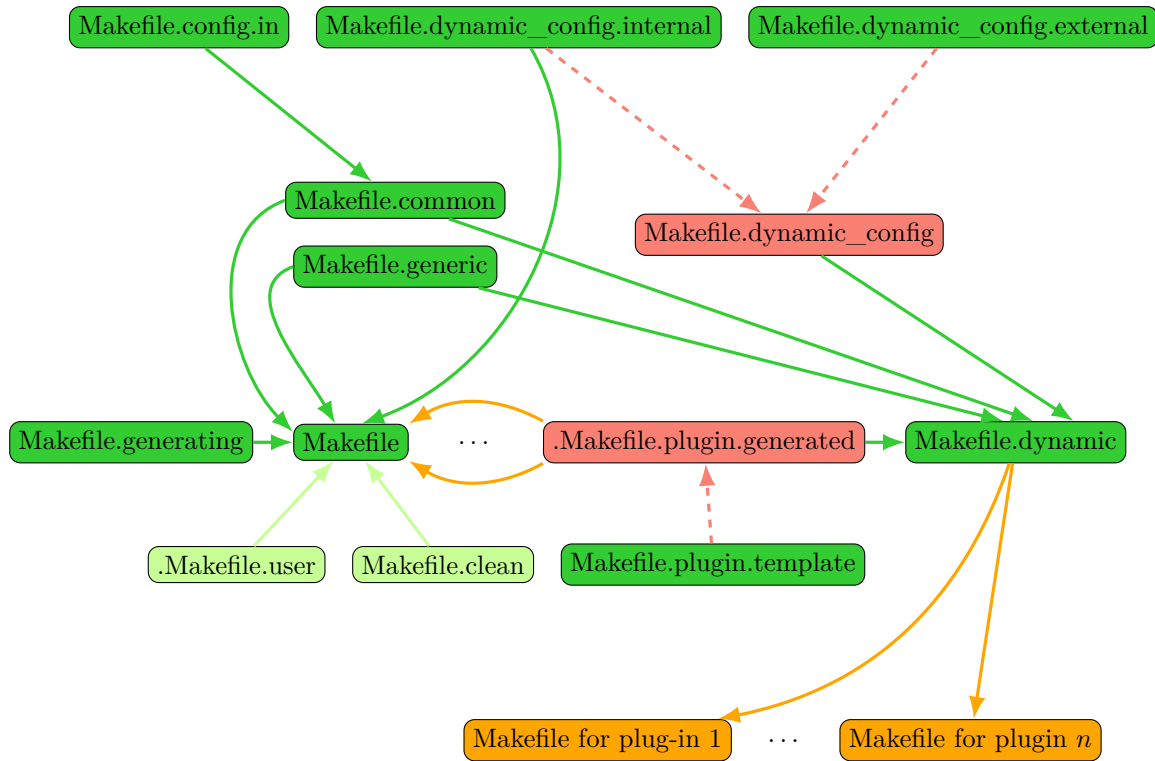 Makefile.config.in
Makefile.dynamic_config.internal
Makefile.dynamic_config.external
Makefile.common
Makefile.dynamic_config
Makefile.generic
Makefile.generating
Makefile
...
.Makefile.plugin.generated
Makefile.dynamic
.Makefile.user
Makefile.clean
Makefile.plugin.template
Makefile for plug-in 1
...
Makefile for plugin n